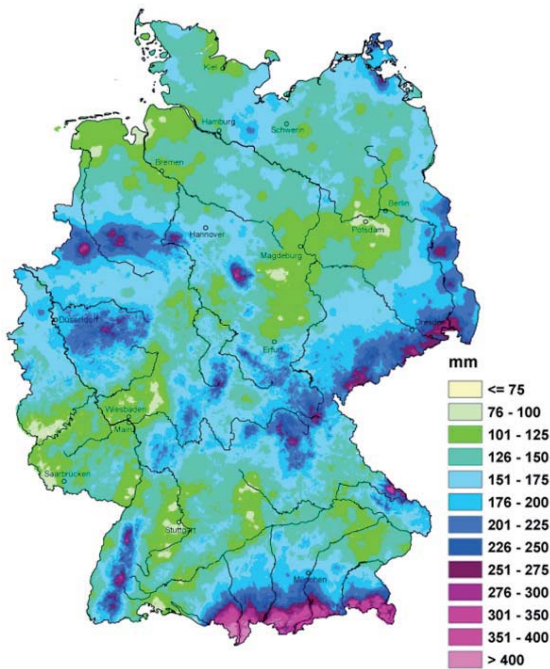 Kiel
Hamburg
Schwerin
Bremen
Berlin
Potsdam
Hannover
Magdeburg
Düsseldorf
Dresden
Erfurt
Wiesbaden
Mainz
Saarbrücken
Stuttgart
München
mm
<= 75
76 - 100
101 - 125
126 - 150
151 - 175
176 - 200
201 - 225
226 - 250
251 - 275
276 - 300
301 - 350
351 - 400
> 400